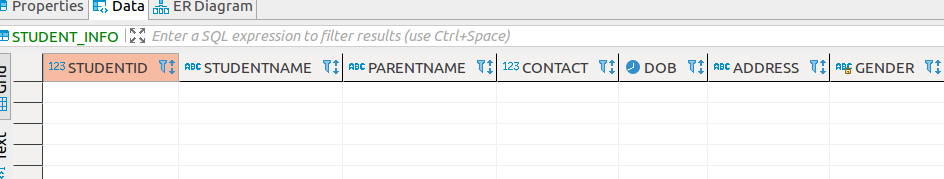 Properties Data ER Diagram
STUDENT_INFO Enter a SQL expression to filter results (use Ctrl+Space)
123 STUDENTID ABC STUDENTNAME ABC PARENTNAME 123 CONTACT DOB ABC ADDRESS ABC GENDER
Grid
Text